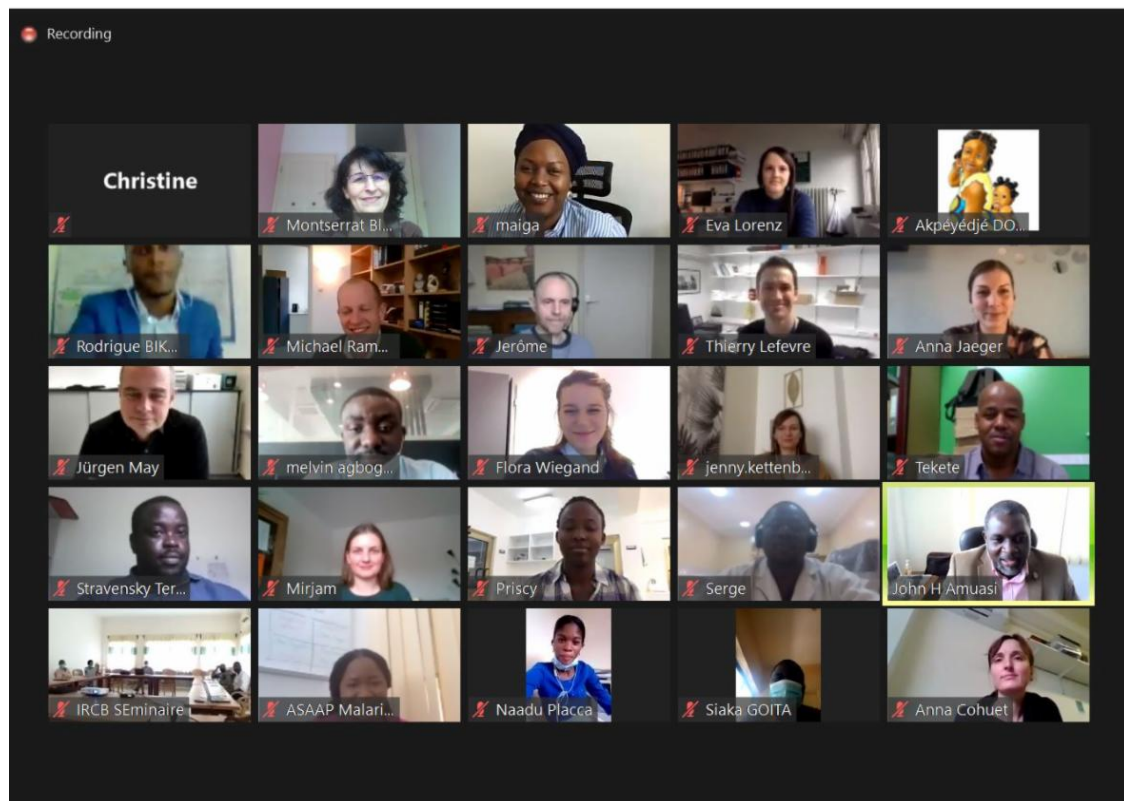 Recording
Christine
Montserrat Bl...
maiga
Eva Lorenz
Akpéyédjé DO...
Rodrigue BIK...
Michael Ram...
Jerôme
Thierry Lefevre
Anna Jaeger
Jürgen May
melvin agbog...
Flora Wiegand
jenny.kettenb...
Tekete
Stravensky Ter...
Mirjam
Priscy
Serge
John H Amuasi
IRCB SEminaire
ASAAP Malari...
Naadu Placca
Siaka GOITA
Anna Cohuet